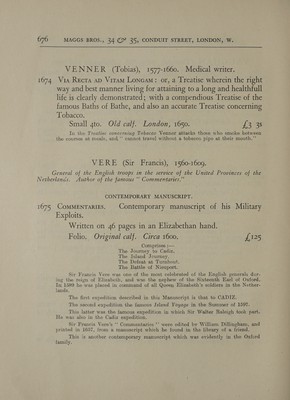 676 MAGGS BROS., 34 & 35, CONDUIT STREET, LONDON, W.
VENNER (Tobias), 1577-1660. Medical writer.
1674 VIA RECTA AD VITAM LONGAM: or, a Treatise wherein the right
way and best manner living for attaining to a long and healthfull
life is clearly demonstrated; with a compendious Treatise of the
famous Baths of Bathe, and also an accurate Treatise concerning
Tobacco.
Small 4to. Old calf. London, 1650. £3 3s
In the Treatise concerning Tobacco Venner attacks those who smoke between
the courses at meals, and "cannot travel without a tobacco pipe at their mouth."
VERE (Sir Francis), 1560-1609.
General of the English troops in the service of the United Provinces of the
Netherlands. Author of the famous "Commentaries."
CONTEMPORARY MANUSCRIPT.
1675 COMMENTARIES. Contemporary manuscript of his Military
Exploits.
Written on 46 pages in an Elizabethan hand.
Folio. Original calf. Circa 1600. £125
Comprises:—
The Journey to Cadiz.
The Island Journey.
The Defeat at Turnhout.
The Battle of Nieuport.
Sir Francis Vere was one of the most celebrated of the English generals dur-
ing the reign of Elizabeth, and was the nephew of the Sixteenth Earl of Oxford.
In 1589 he was placed in command of all Queen Elizabeth's soldiers in the Nether-
lands.
The first expedition described in this Manuscript is that to CADIZ.
The second expedition the famous Island Voyage in the Summer of 1597.
This latter was the famous expedition in which Sir Walter Raleigh took part.
He was also in the Cadiz expedition.
Sir Francis Vere's "Commentaries" were edited by William Dillingham, and
printed in 1657, from a manuscript which he found in the library of a friend.
This is another contemporary manuscript which was evidently in the Oxford
family.